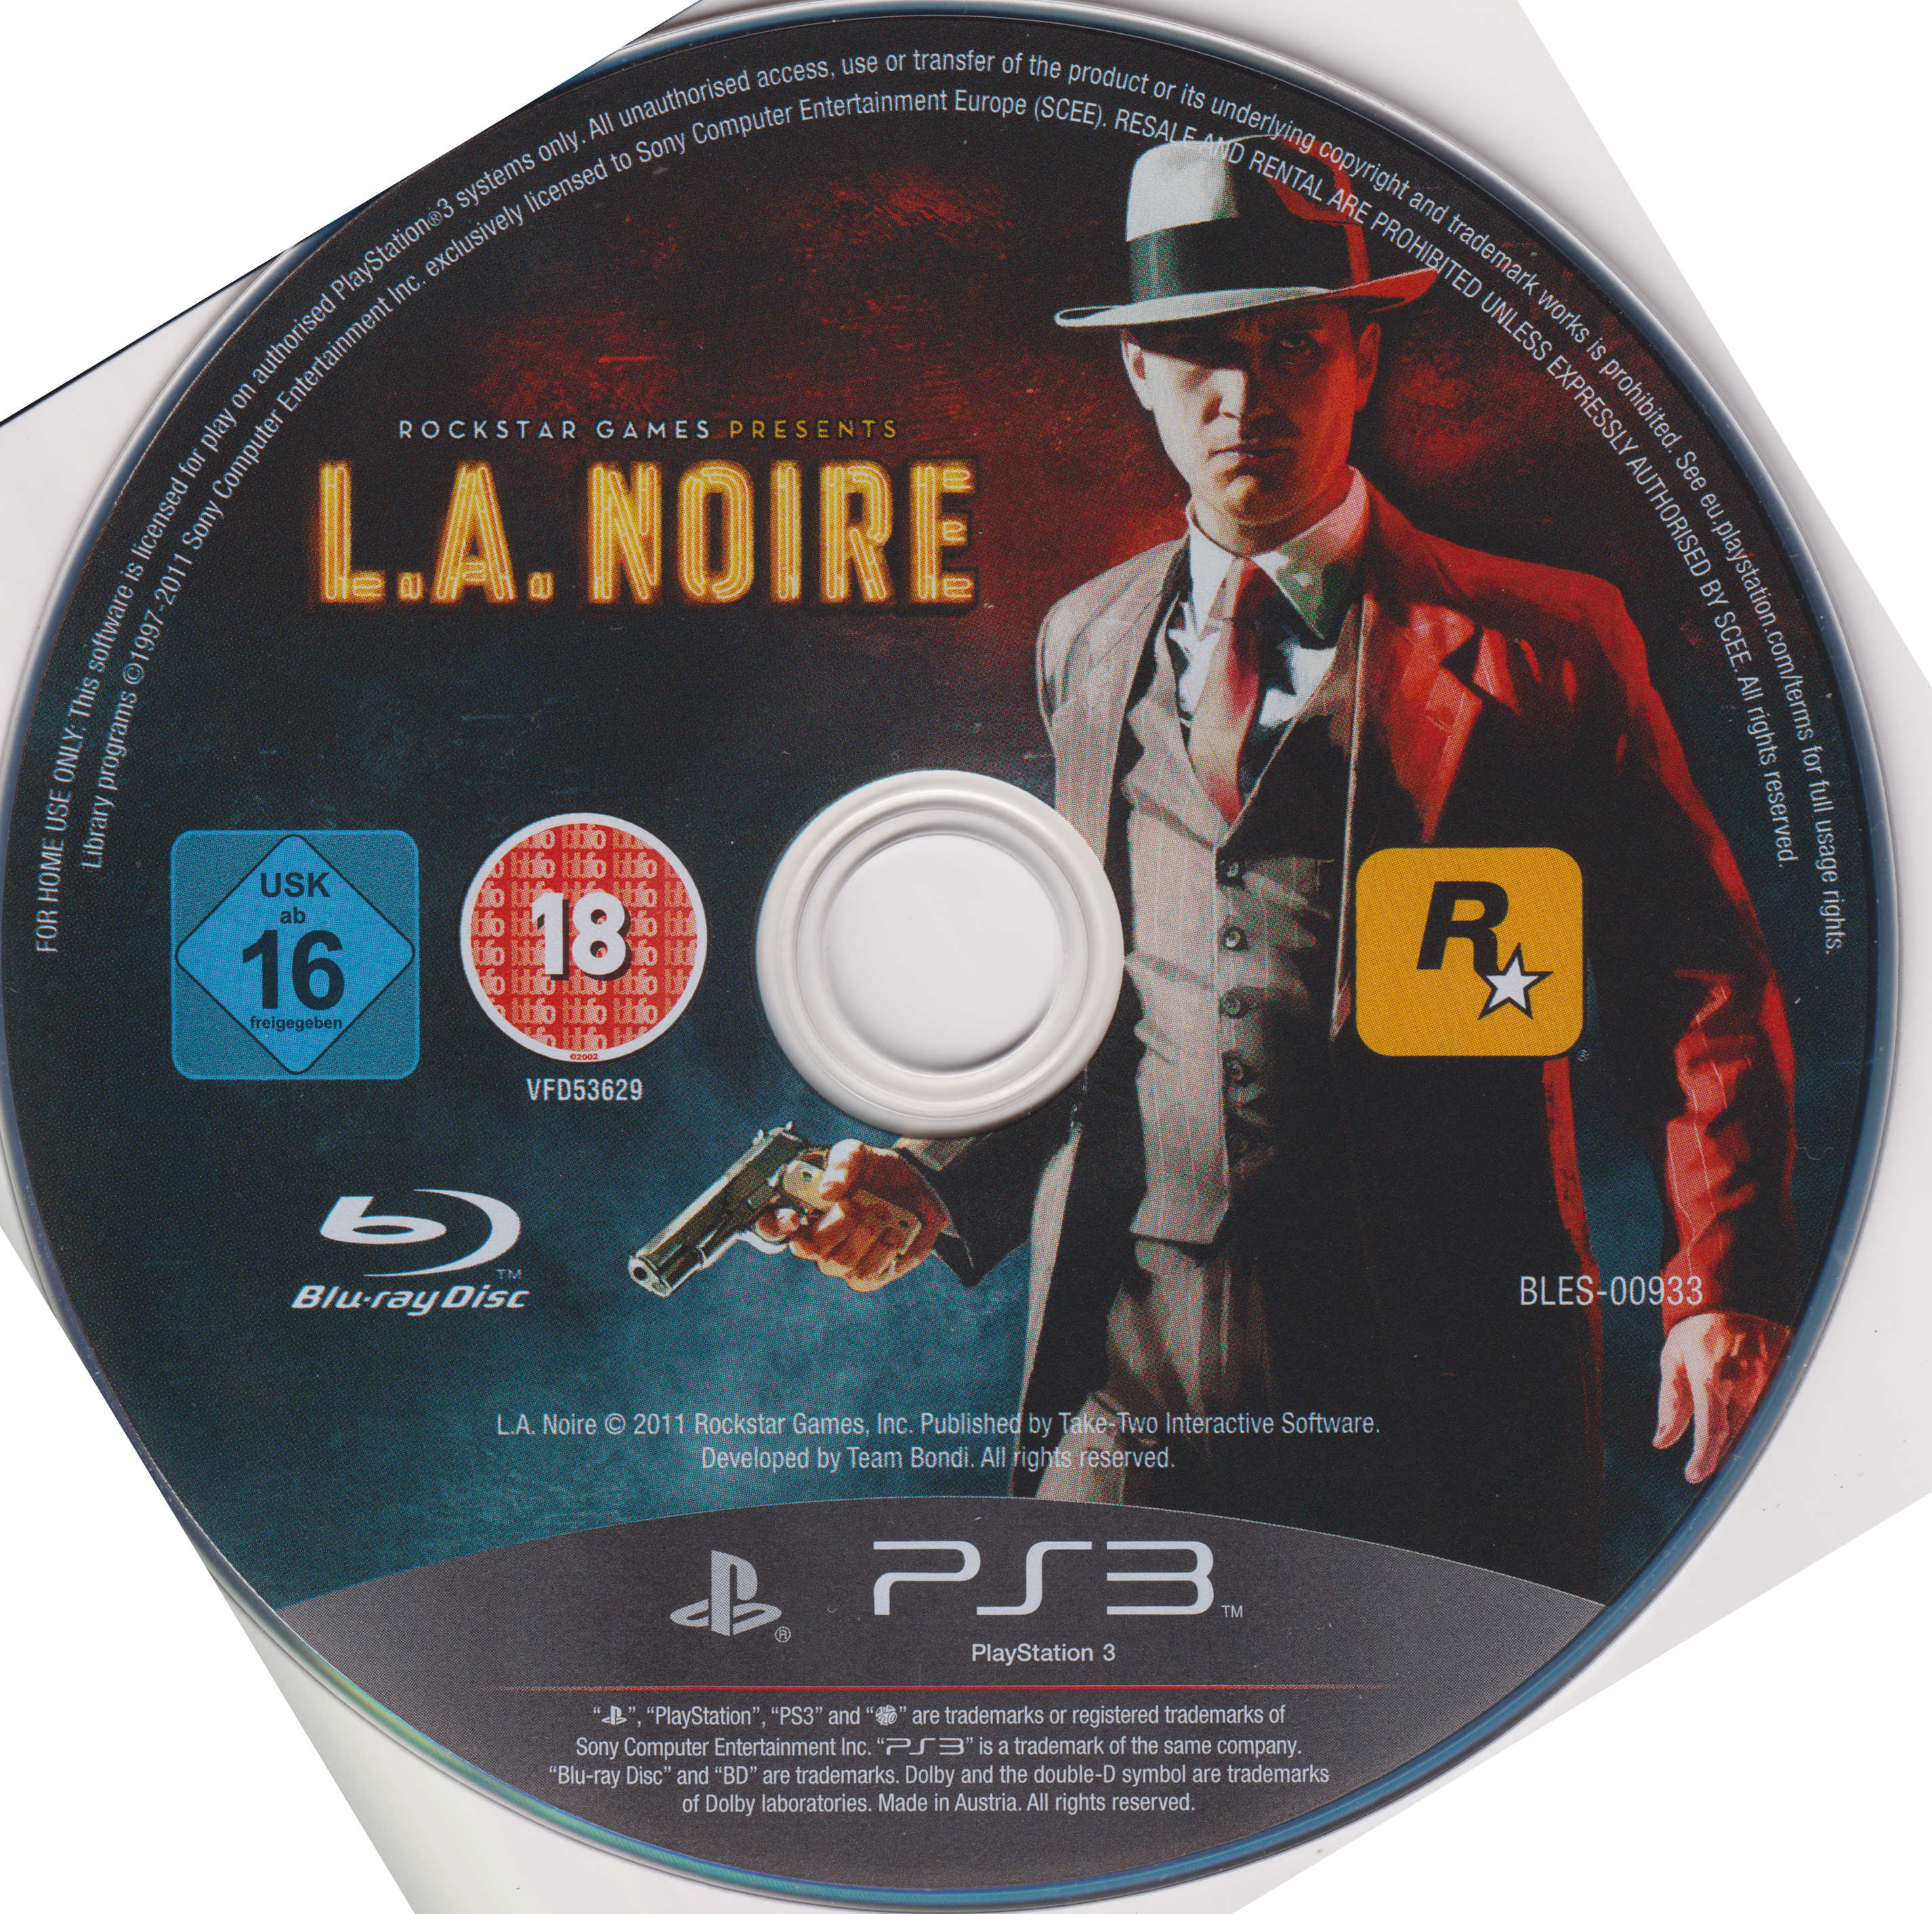 FOR HOME USE ONLY: This software is licensed for play on authorised PlayStation®3 systems only. All unauthorised access, use or transfer of the product or its underlying copyright and trademark works is prohibited. See eu.playstation.com/terms for full usage rights.
Library programs ©1997-2011 Sony Computer Entertainment Inc. exclusively licensed to Sony Computer Entertainment Europe (SCEE). RESALE AND RENTAL ARE PROHIBITED UNLESS EXPRESSLY AUTHORISED BY SCEE. All rights reserved.
ROCKSTAR GAMES PRESENTS
L.A. NOIRE
USK
ab
16
freigegeben
18
©2002
VFD53629
R
®
Blu-ray Disc™
BLES-00933
L.A. Noire © 2011 Rockstar Games, Inc. Published by Take-Two Interactive Software.
Developed by Team Bondi. All rights reserved.
® PS3™
PlayStation 3
“ ”, “PlayStation”, “PS3” and “ ” are trademarks or registered trademarks of
Sony Computer Entertainment Inc. “PS3” is a trademark of the same company.
“Blu-ray Disc” and “BD” are trademarks. Dolby and the double-D symbol are trademarks
of Dolby laboratories. Made in Austria. All rights reserved.